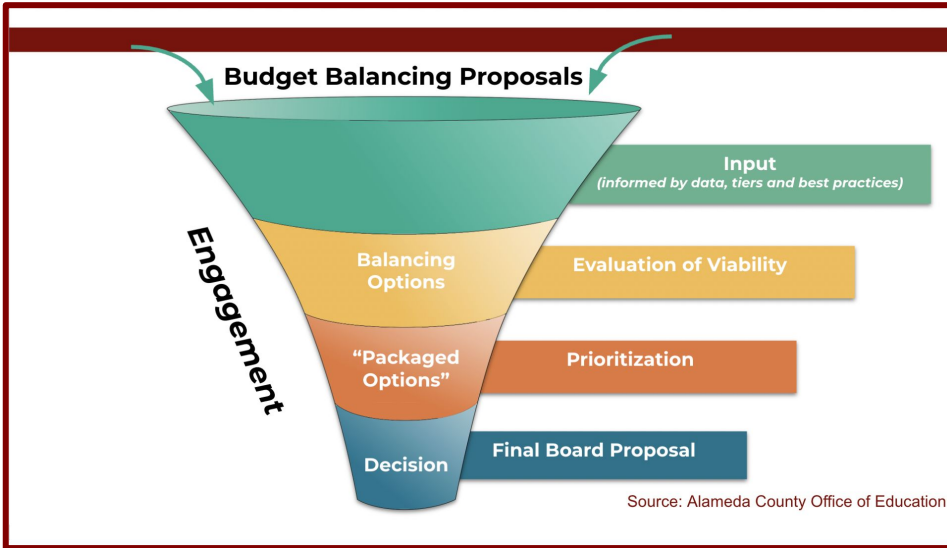 Budget Balancing Proposals
Input
(informed by data, tiers and best practices)
Engagement
Balancing
Options
Evaluation of Viability
“Packaged
Options”
Prioritization
Decision
Final Board Proposal
Source: Alameda County Office of Education